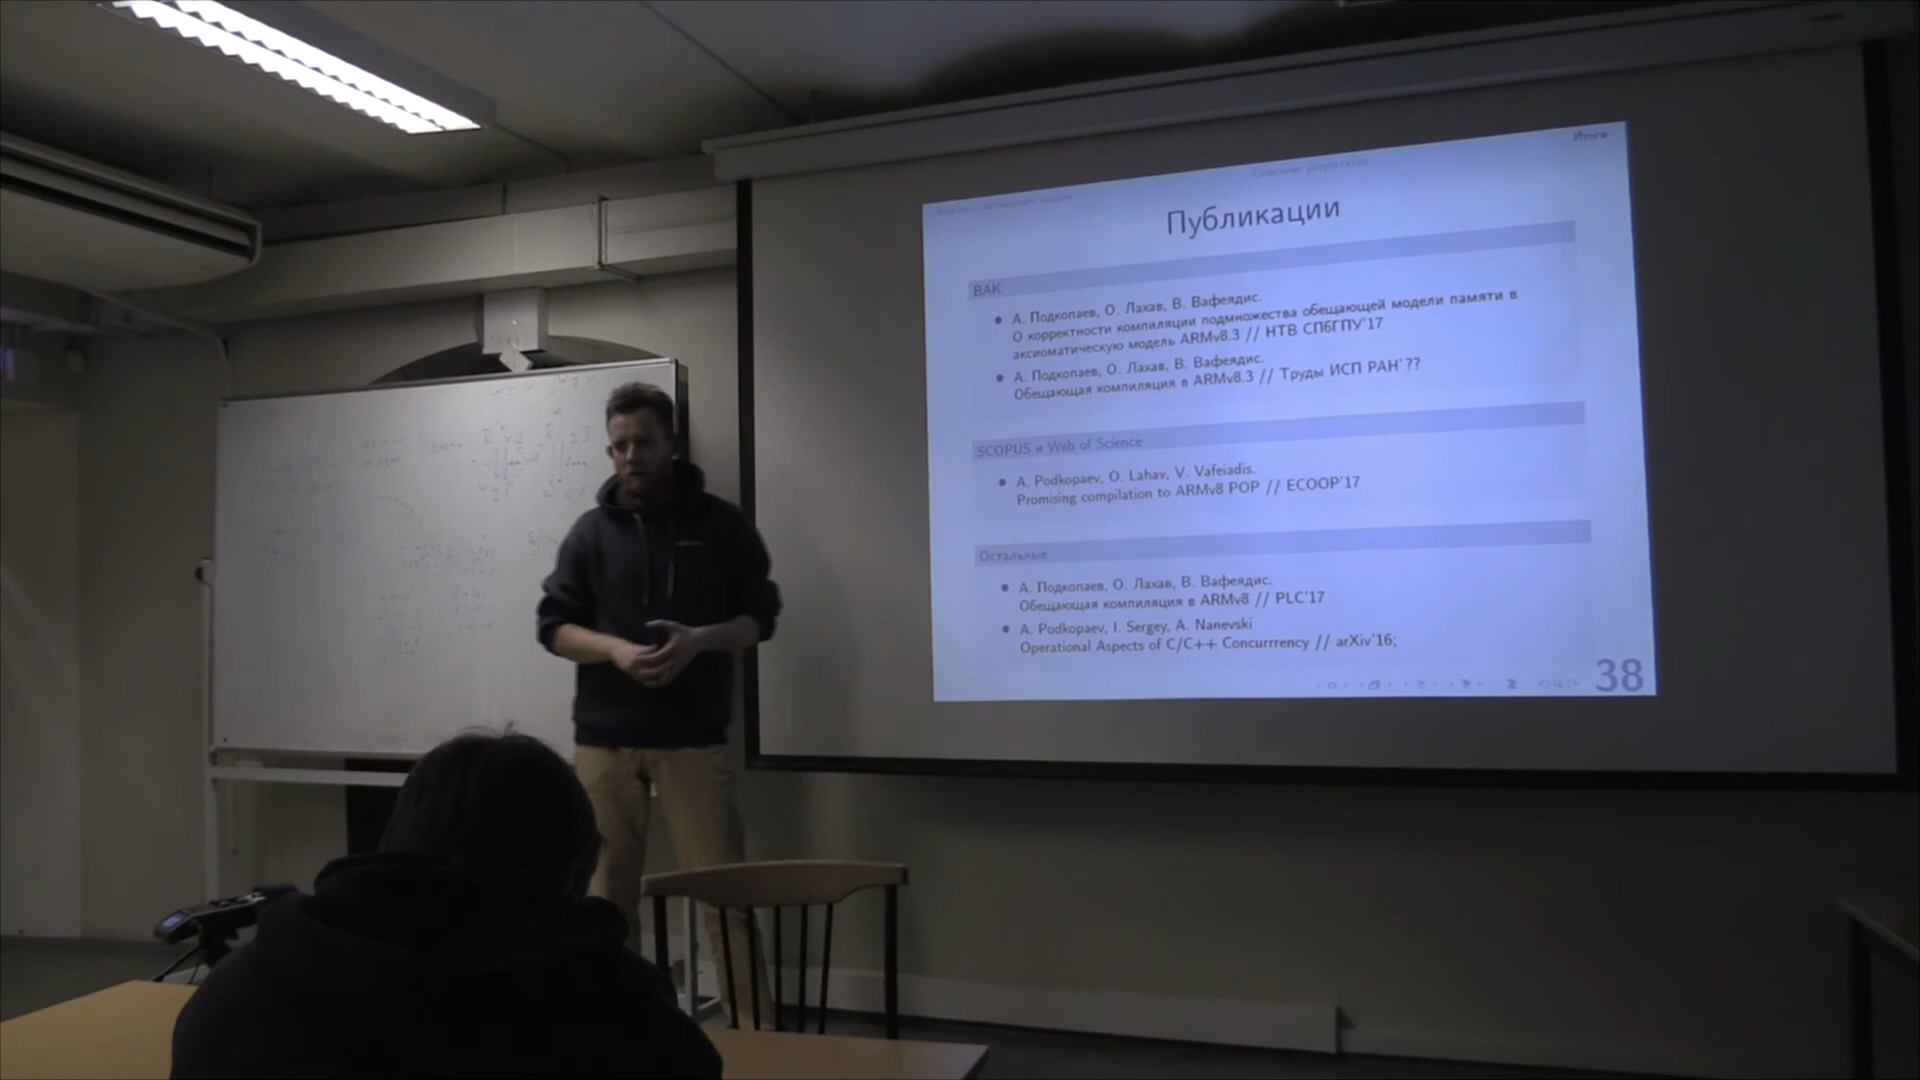 Итоги
Описание результатов
Публикации
ВАК
А. Подкопаев, О. Лахав, В. Вафеядис.
О корректности компиляции подмножества обещающей модели памяти в
аксиоматическую модель ARMv8.3 // НТВ СПбГПУ'17
А. Подкопаев, О. Лахав, В. Вафеядис.
Обещающая компиляция в ARMv8.3 // Труды ИСП РАН'??
SCOPUS и Web of Science
A. Podkopaev, O. Lahav, V. Vafeiadis.
Promising compilation to ARMv8 POP // ECOOP'17
Остальные
А. Подкопаев, О. Лахав, В. Вафеядис.
Обещающая компиляция в ARMv8 // PLC'17
A. Podkopaev, I. Sergey, A. Nanevski
Operational Aspects of C/C++ Concurrrency // arXiv'16;
38